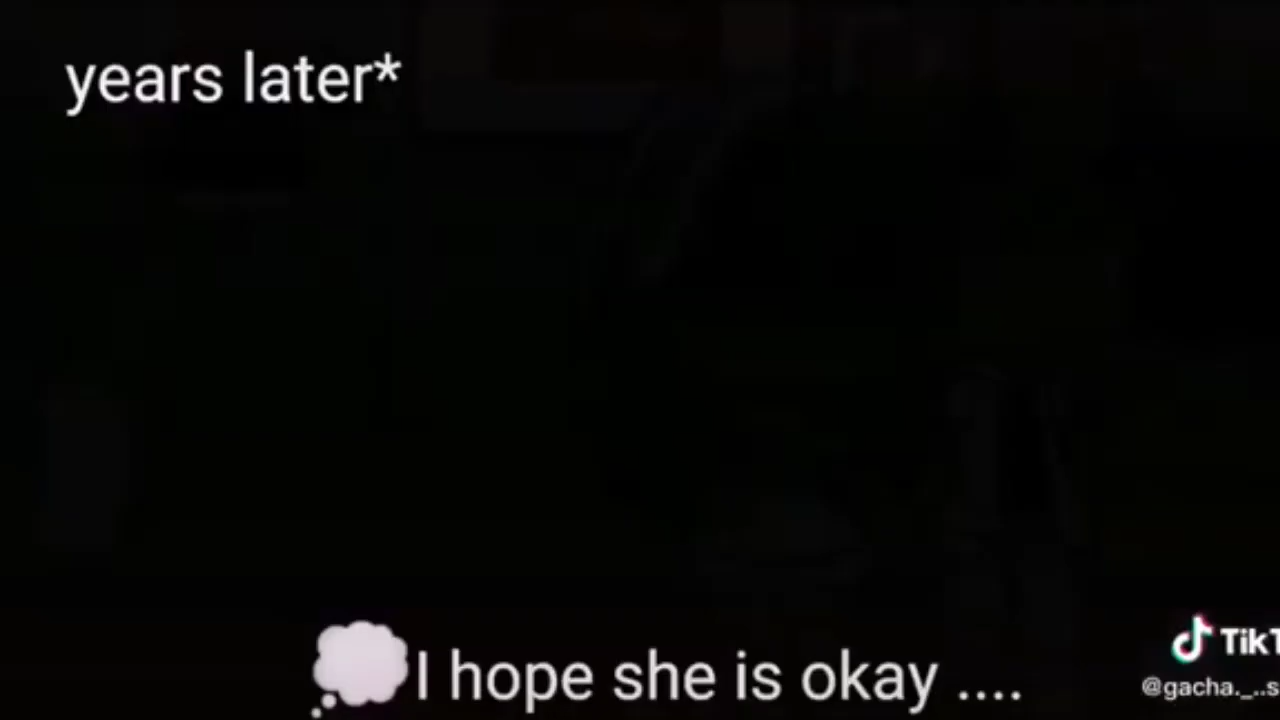 years later*
💭I hope she is okay ....
TikT
@gacha._..s